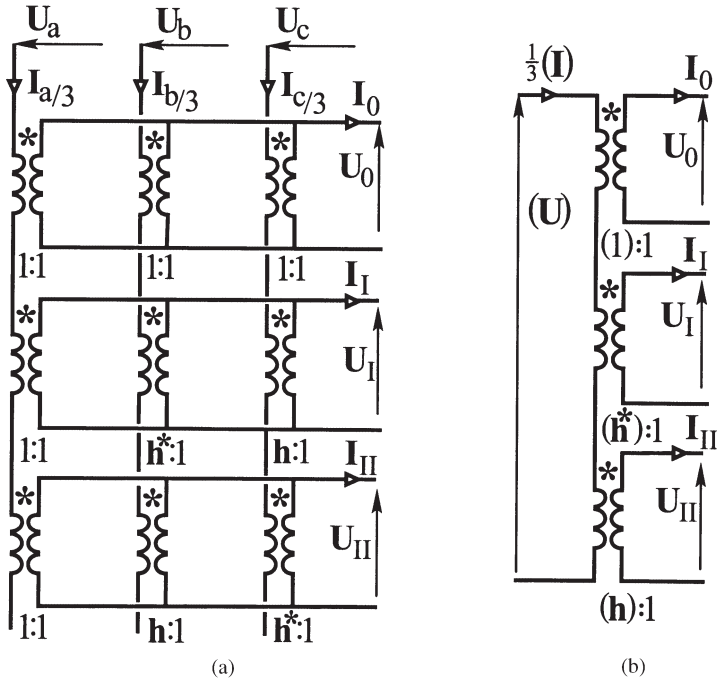 Ua Ub Uc
Ia/3 Ib/3 Ic/3 I0
* * *
U0
1:1 1:1 1:1
II
* * *
UI
1:1 h*:1 h:1
III
* * *
UII
1:1 h:1 h*:1
(a)
1/3(I) I0
*
U0
(U)
(1):1
II
*
UI
(h*):1
III
*
UII
(h):1
(b)